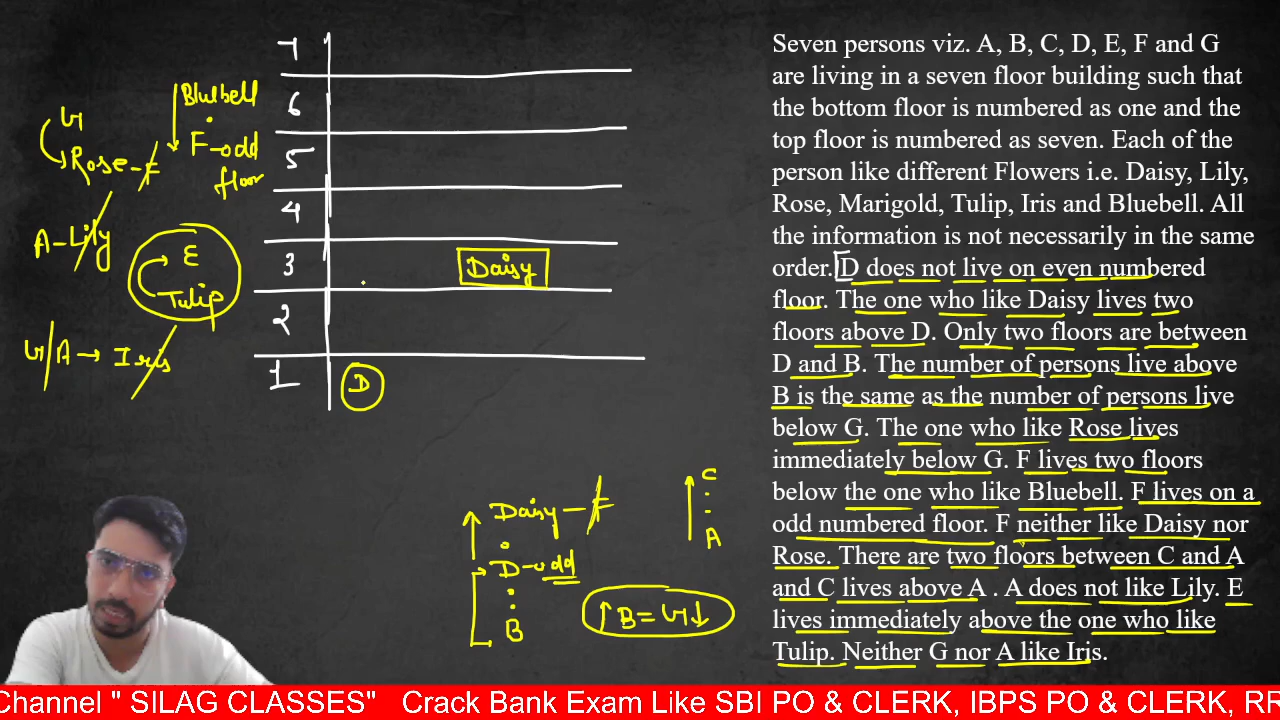 Seven persons viz. A, B, C, D, E, F and G
are living in a seven floor building such that
the bottom floor is numbered as one and the
top floor is numbered as seven. Each of the
person like different Flowers i.e. Daisy, Lily,
Rose, Marigold, Tulip, Iris and Bluebell. All
the information is not necessarily in the same
order. D does not live on even numbered
floor. The one who like Daisy lives two
floors above D. Only two floors are between
D and B. The number of persons live above
B is the same as the number of persons live
below G. The one who like Rose lives
immediately below G. F lives two floors
below the one who like Bluebell. F lives on a
odd numbered floor. F neither like Daisy nor
Rose. There are two floors between C and A
and C lives above A . A does not like Lily. E
lives immediately above the one who like
Tulip. Neither G nor A like Iris.
7
6
5
4
3 Daisy
2
1 D
G
Rose - F
Bluebell
F - odd
floor
A - Lily
E
Tulip
G/A → Iris
Daisy - F
D - odd
B
↑B = G↓
C
A
Channel " SILAG CLASSES" Crack Bank Exam Like SBI PO & CLERK, IBPS PO & CLERK, RR